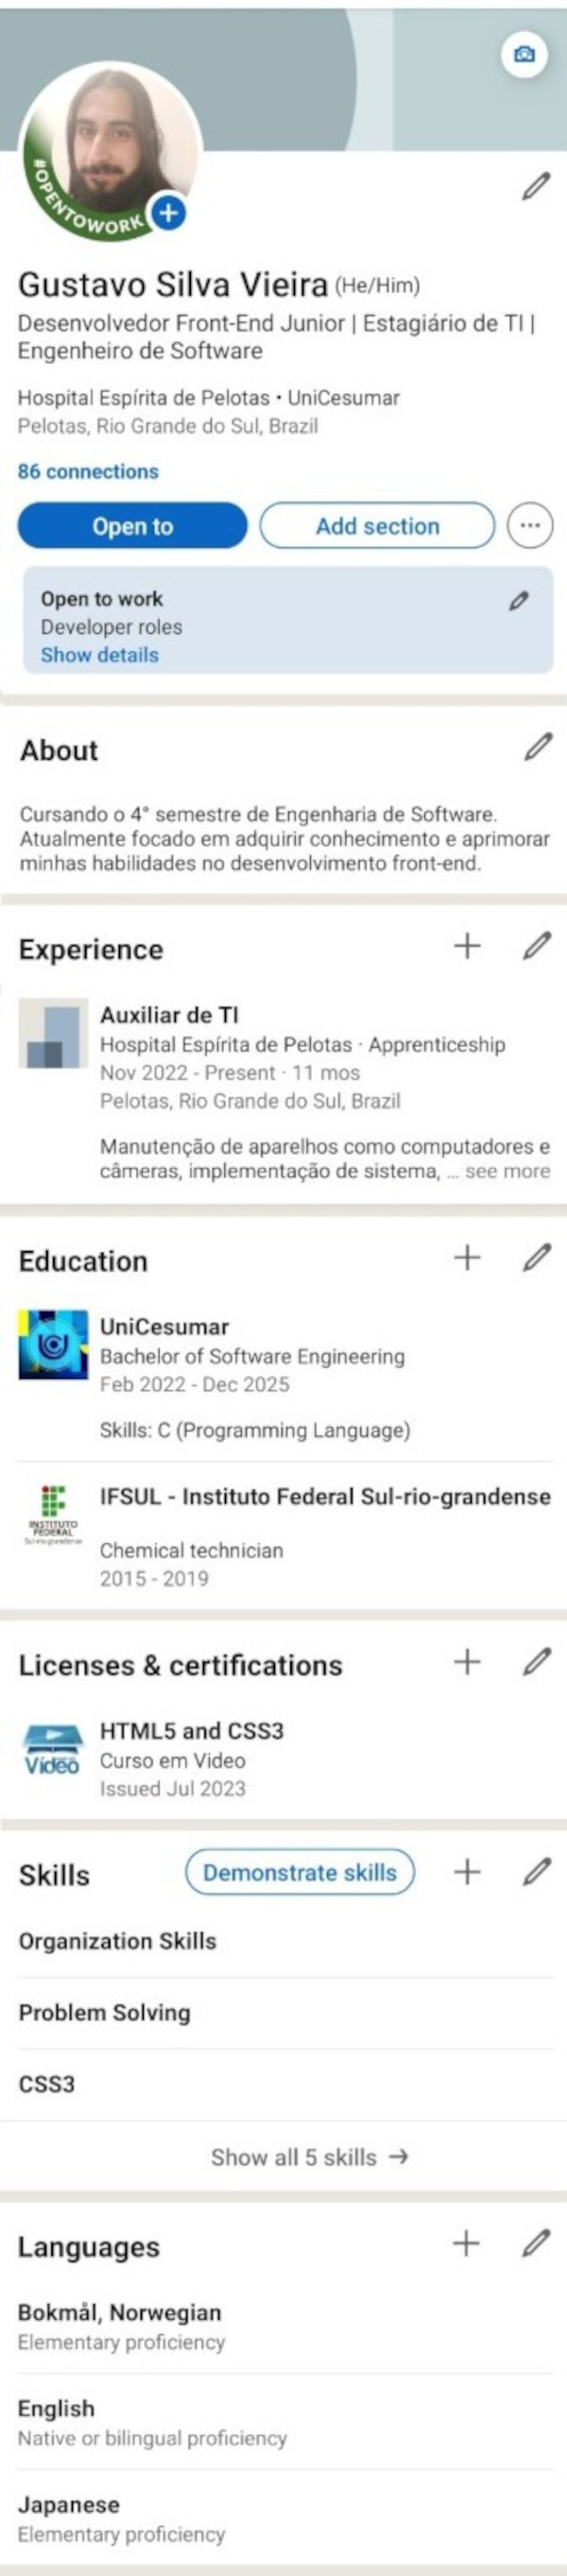 #OPENTOWORK
Gustavo Silva Vieira (He/Him)
Desenvolvedor Front-End Junior | Estagiário de TI |
Engenheiro de Software
Hospital Espírita de Pelotas • UniCesumar
Pelotas, Rio Grande do Sul, Brazil
86 connections
Open to
Add section
Open to work
Developer roles
Show details
About
Cursando o 4° semestre de Engenharia de Software.
Atualmente focado em adquirir conhecimento e aprimorar
minhas habilidades no desenvolvimento front-end.
Experience
Auxiliar de TI
Hospital Espírita de Pelotas · Apprenticeship
Nov 2022 - Present · 11 mos
Pelotas, Rio Grande do Sul, Brazil
Manutenção de aparelhos como computadores e
câmeras, implementação de sistema, ... see more
Education
UniCesumar
Bachelor of Software Engineering
Feb 2022 - Dec 2025
Skills: C (Programming Language)
INSTITUTO
FEDERAL
Sul-rio-grandense
IFSUL - Instituto Federal Sul-rio-grandense
Chemical technician
2015 - 2019
Licenses & certifications
Vídeo
HTML5 and CSS3
Curso em Video
Issued Jul 2023
Skills
Demonstrate skills
Organization Skills
Problem Solving
CSS3
Show all 5 skills →
Languages
Bokmål, Norwegian
Elementary proficiency
English
Native or bilingual proficiency
Japanese
Elementary proficiency